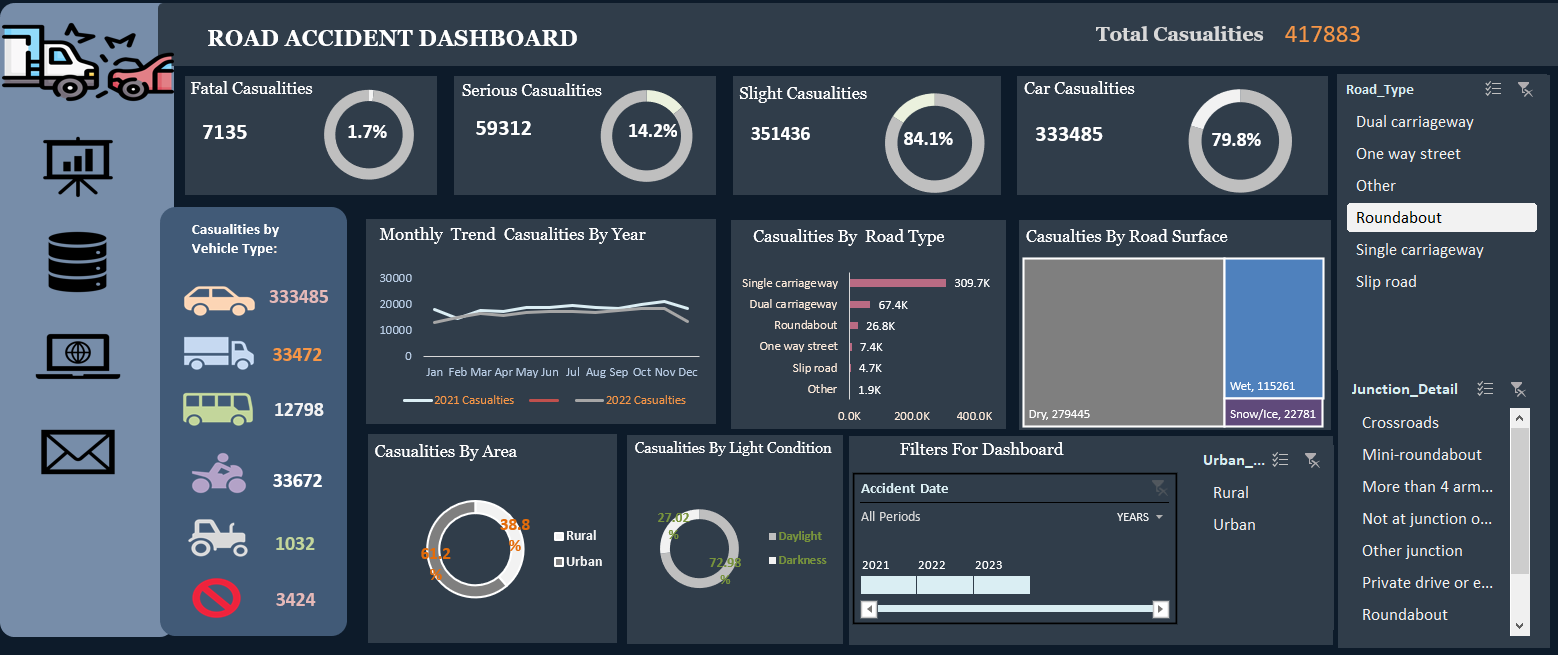 ROAD ACCIDENT DASHBOARD
Total Casualities 417883
Fatal Casualities
7135
1.7%
Serious Casualities
59312
14.2%
Slight Casualities
351436
84.1%
Car Casualities
333485
79.8%
Road_Type
Dual carriageway
One way street
Other
Roundabout
Single carriageway
Slip road
Casualities by
Vehicle Type:
333485
33472
12798
33672
1032
3424
Monthly Trend Casualities By Year
30000
20000
10000
0
Jan Feb Mar Apr May Jun Jul Aug Sep Oct Nov Dec
2021 Casualties
2022 Casualties
Casualities By Road Type
Single carriageway 309.7K
Dual carriageway 67.4K
Roundabout 26.8K
One way street 7.4K
Slip road 4.7K
Other 1.9K
0.0K 200.0K 400.0K
Casualties By Road Surface
Dry, 279445
Wet, 115261
Snow/Ice, 22781
Junction_Detail
Crossroads
Mini-roundabout
More than 4 arm...
Not at junction o...
Other junction
Private drive or e...
Roundabout
Casualities By Area
38.8
%
61.2
%
Rural
Urban
Casualities By Light Condition
27.02
%
72.98
%
Daylight
Darkness
Filters For Dashboard
Accident Date
All Periods YEARS
2021 2022 2023
Urban_...
Rural
Urban